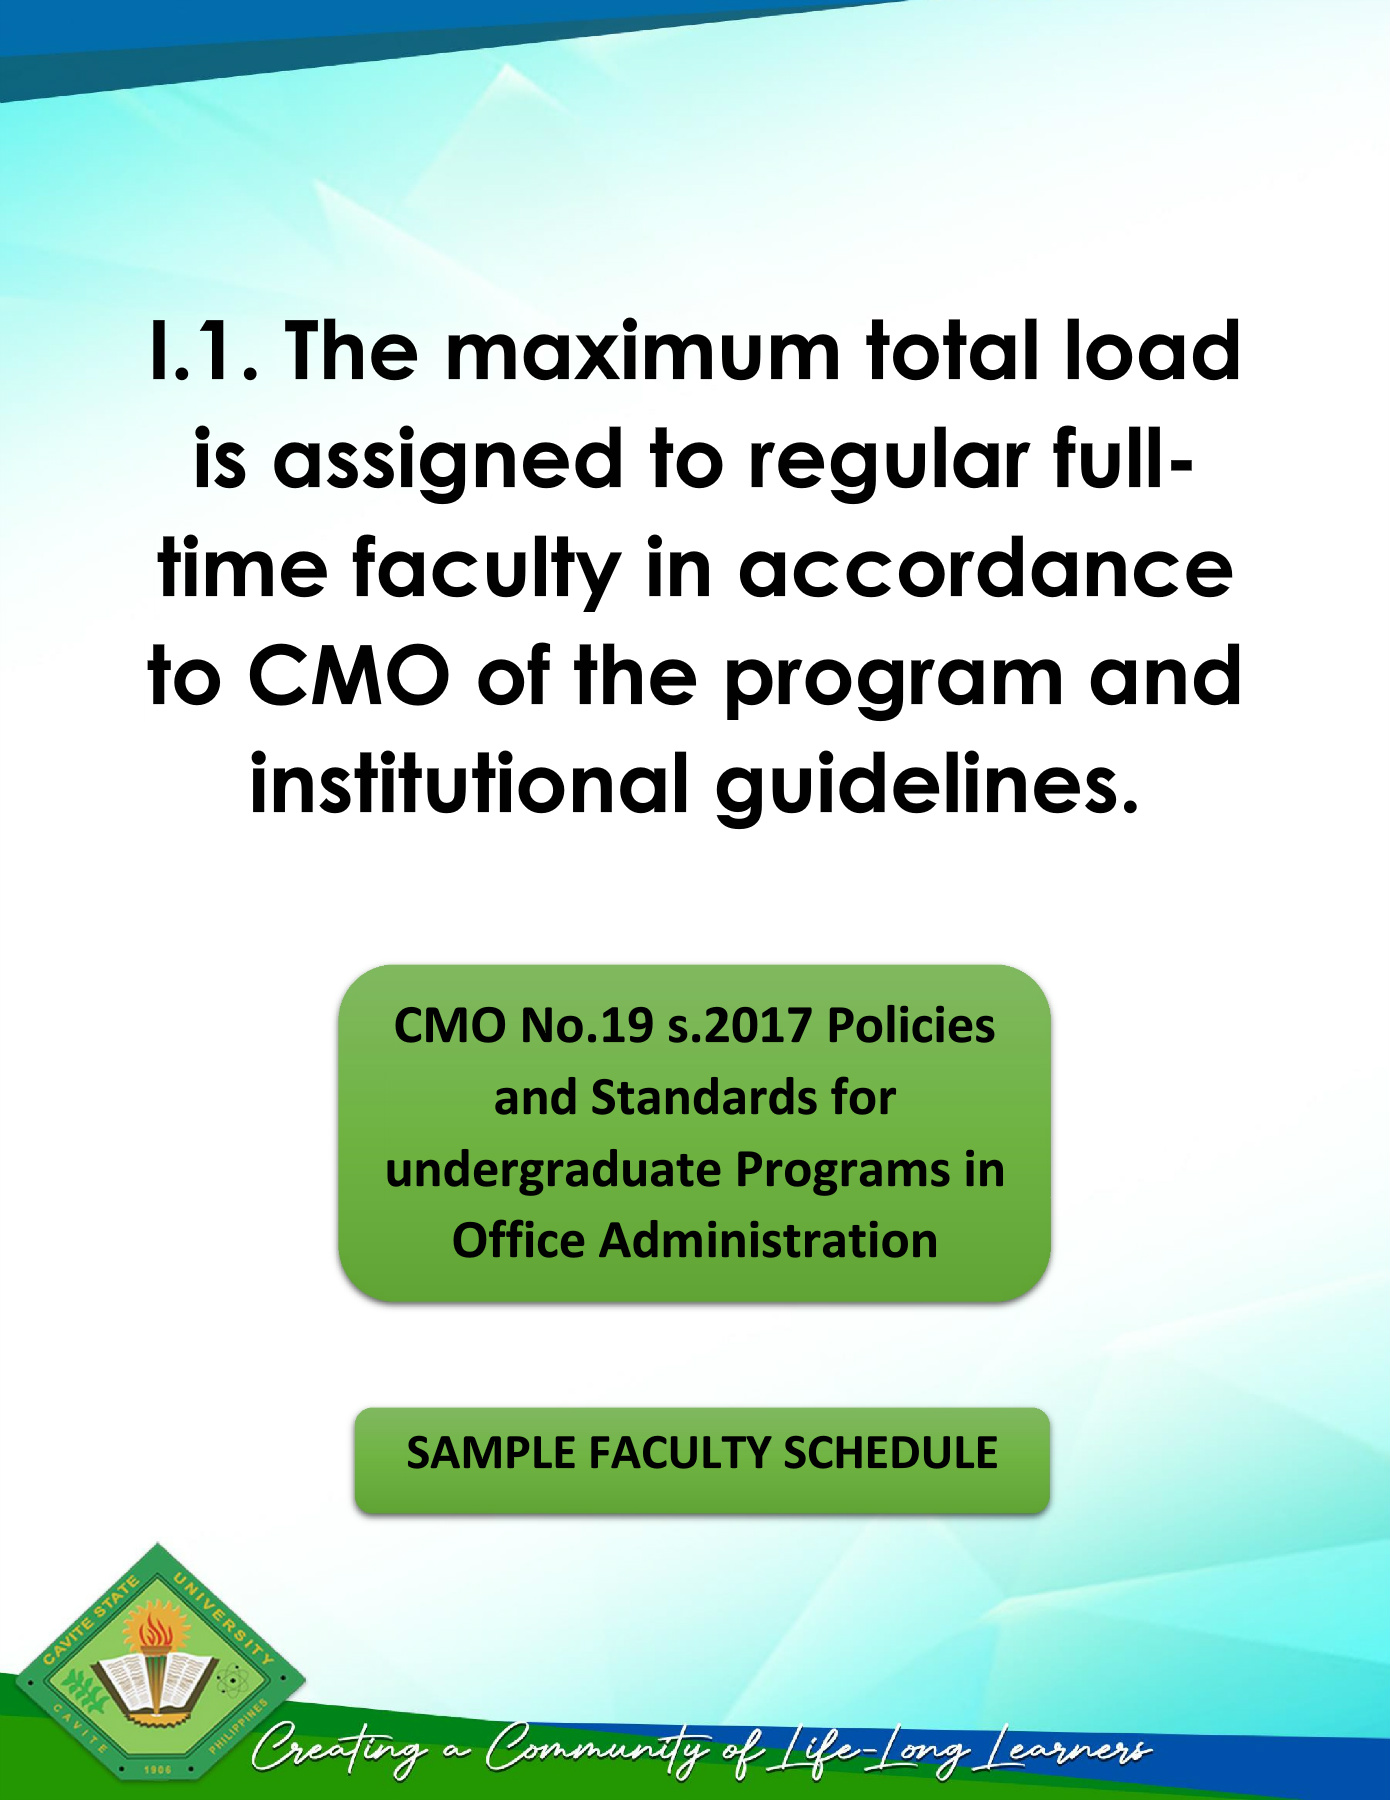 I.1. The maximum total load
is assigned to regular full-
time faculty in accordance
to CMO of the program and
institutional guidelines.
CMO No.19 s.2017 Policies
and Standards for
undergraduate Programs in
Office Administration
SAMPLE FACULTY SCHEDULE
CAVITE STATE UNIVERSITY
CAVITE PHILIPPINES
1906
Creating a Community of Life-Long Learners